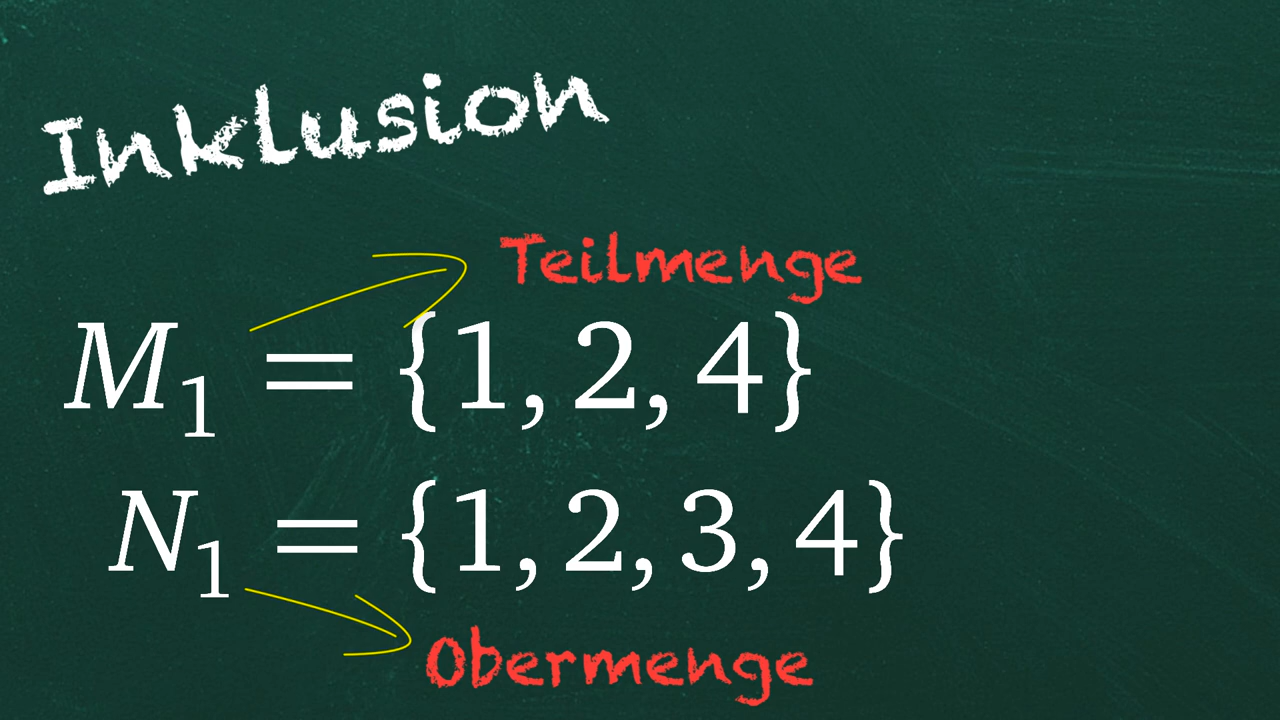 Inklusion
Teilmenge
M₁ = {1, 2, 4}
N₁ = {1, 2, 3, 4}
Obermenge